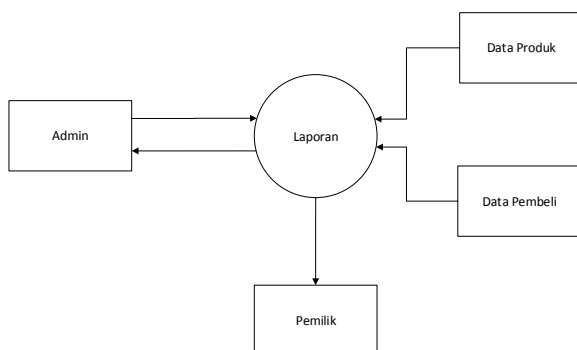 Data Produk
Admin
Laporan
Data Pembeli
Pemilik